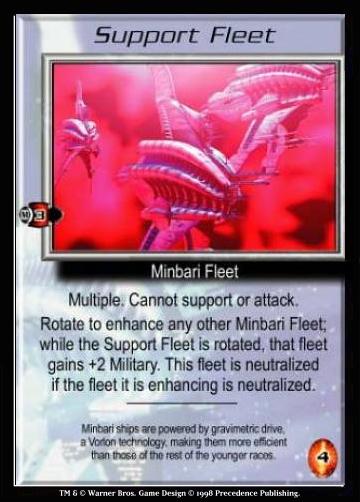 Support Fleet
M 3
Minbari Fleet
Multiple. Cannot support or attack.
Rotate to enhance any other Minbari Fleet;
while the Support Fleet is rotated, that fleet
gains +2 Military. This fleet is neutralized
if the fleet it is enhancing is neutralized.
Minbari ships are powered by gravimetric drive,
a Vorlon technology, making them more efficient
than those of the rest of the younger races.
4
TM & © Warner Bros. Game Design © 1998 Precedence Publishing.